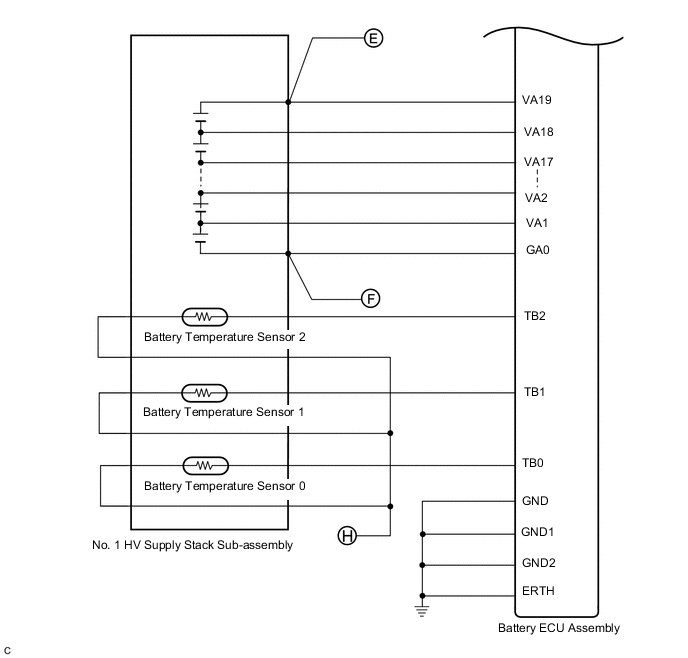 E
VA19
VA18
VA17
VA2
VA1
GA0
F
TB2
Battery Temperature Sensor 2
TB1
Battery Temperature Sensor 1
TB0
Battery Temperature Sensor 0
GND
GND1
H
No. 1 HV Supply Stack Sub-assembly
GND2
ERTH
Battery ECU Assembly
C